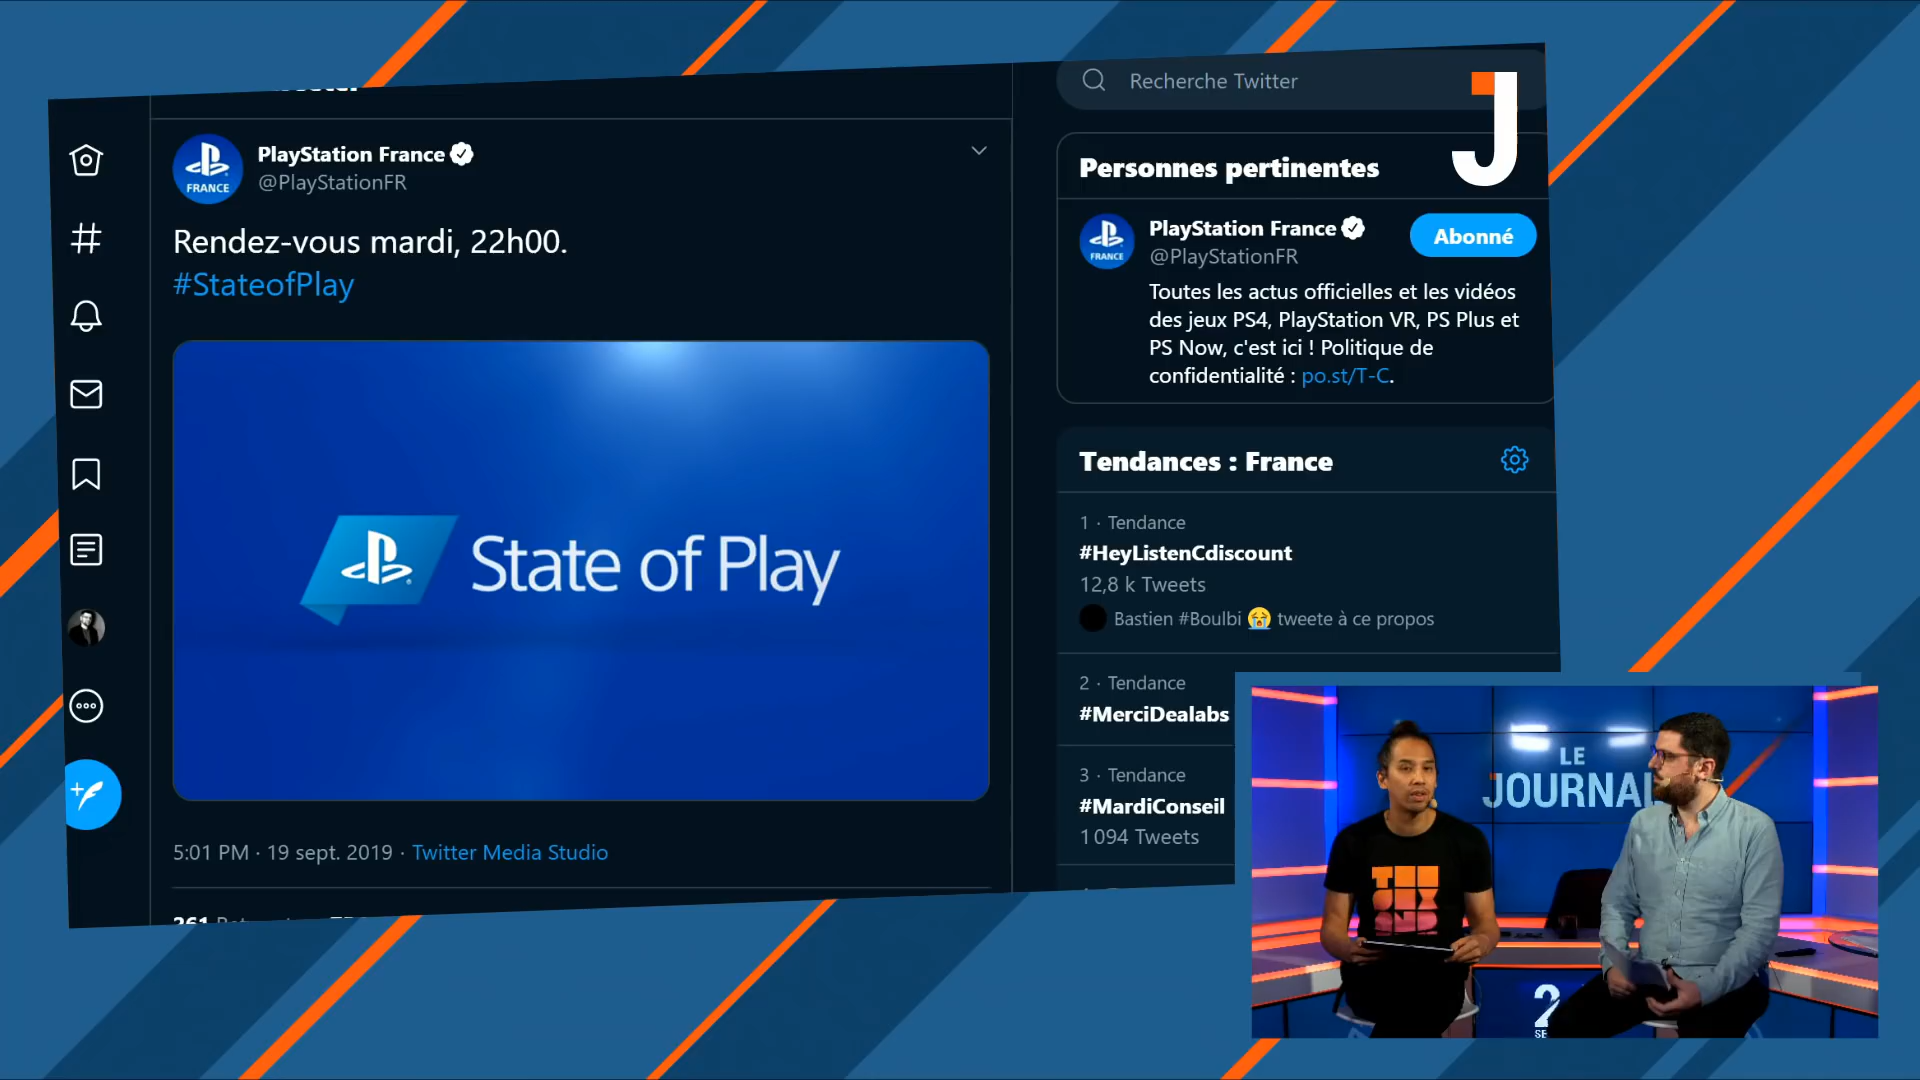 PlayStation France
@PlayStationFR
Rendez-vous mardi, 22h00.
#StateofPlay
FRANCE
State of Play
5:01 PM · 19 sept. 2019 · Twitter Media Studio
261
Recherche Twitter
J
Personnes pertinentes
PlayStation France
@PlayStationFR
Abonné
FRANCE
Toutes les actus officielles et les vidéos
des jeux PS4, PlayStation VR, PS Plus et
PS Now, c'est ici ! Politique de
confidentialité : po.st/T-C.
Tendances : France
1 · Tendance
#HeyListenCdiscount
12,8 k Tweets
Bastien #Boulbi 😭 tweete à ce propos
2 · Tendance
#MerciDealabs
3 · Tendance
#MardiConseil
1 094 Tweets
LE
JOURNAL
2
SE